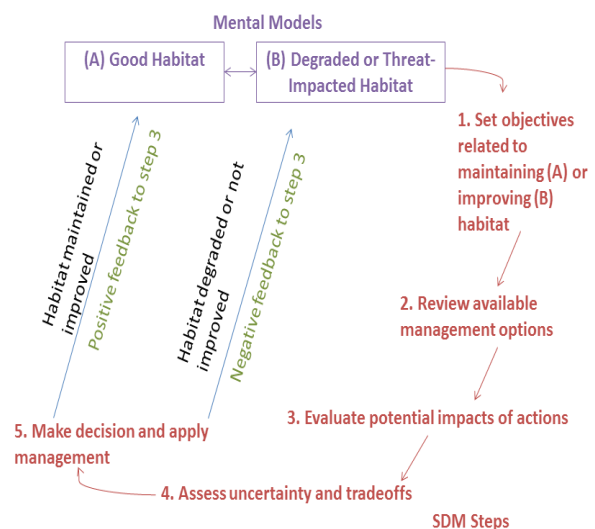 Mental Models
(A) Good Habitat
(B) Degraded or Threat-
Impacted Habitat
1. Set objectives
related to
maintaining (A) or
improving (B)
habitat
2. Review available
management options
3. Evaluate potential impacts of actions
4. Assess uncertainty and tradeoffs
5. Make decision and apply
management
Habitat maintained or
improved
Positive feedback to step 3
Habitat degraded or not
improved
Negative feedback to step 3
SDM Steps